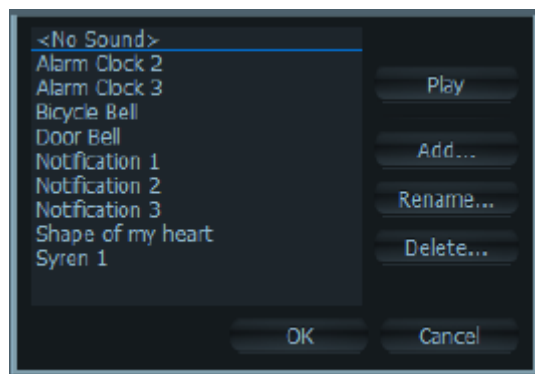 <No Sound>
Alarm Clock 2
Alarm Clock 3
Bicycle Bell
Door Bell
Notification 1
Notification 2
Notification 3
Shape of my heart
Syren 1
Play
Add...
Rename...
Delete...
OK
Cancel